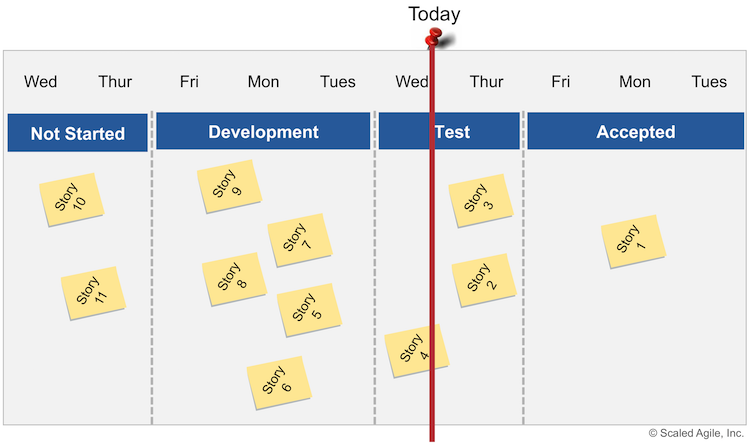 Today
Wed Thur Fri Mon Tues Wed Thur Fri Mon Tues
Not Started Development Test Accepted
Story
10
Story
11
Story
9
Story
7
Story
8
Story
5
Story
6
Story
3
Story
2
Story
4
Story
1
© Scaled Agile, Inc.